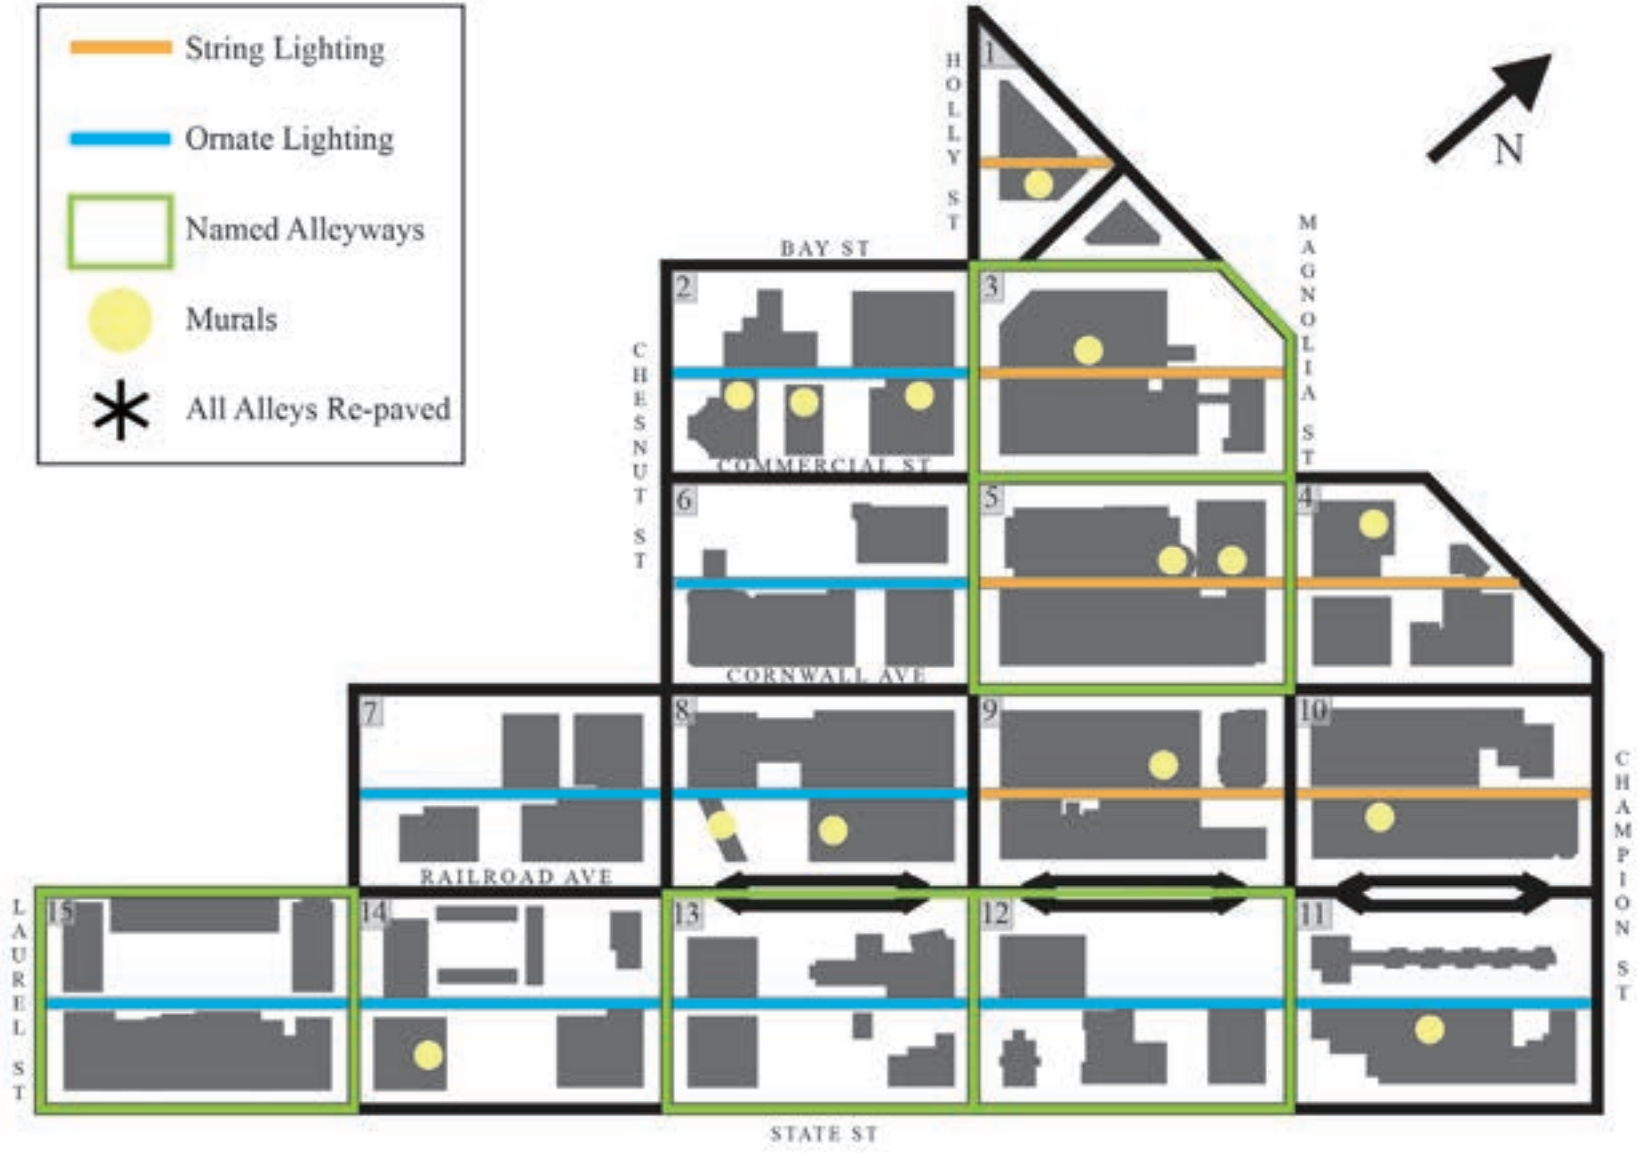 String Lighting
Ornate Lighting
Named Alleyways
Murals
All Alleys Re-paved
N
HOLLY ST
1
BAY ST
MAGNOLIA ST
2
3
CHESNUT ST
COMMERCIAL ST
6
5
4
CORNWALL AVE
7
8
9
10
CHAMPION ST
RAILROAD AVE
LAUREL ST
15
14
13
12
11
STATE ST